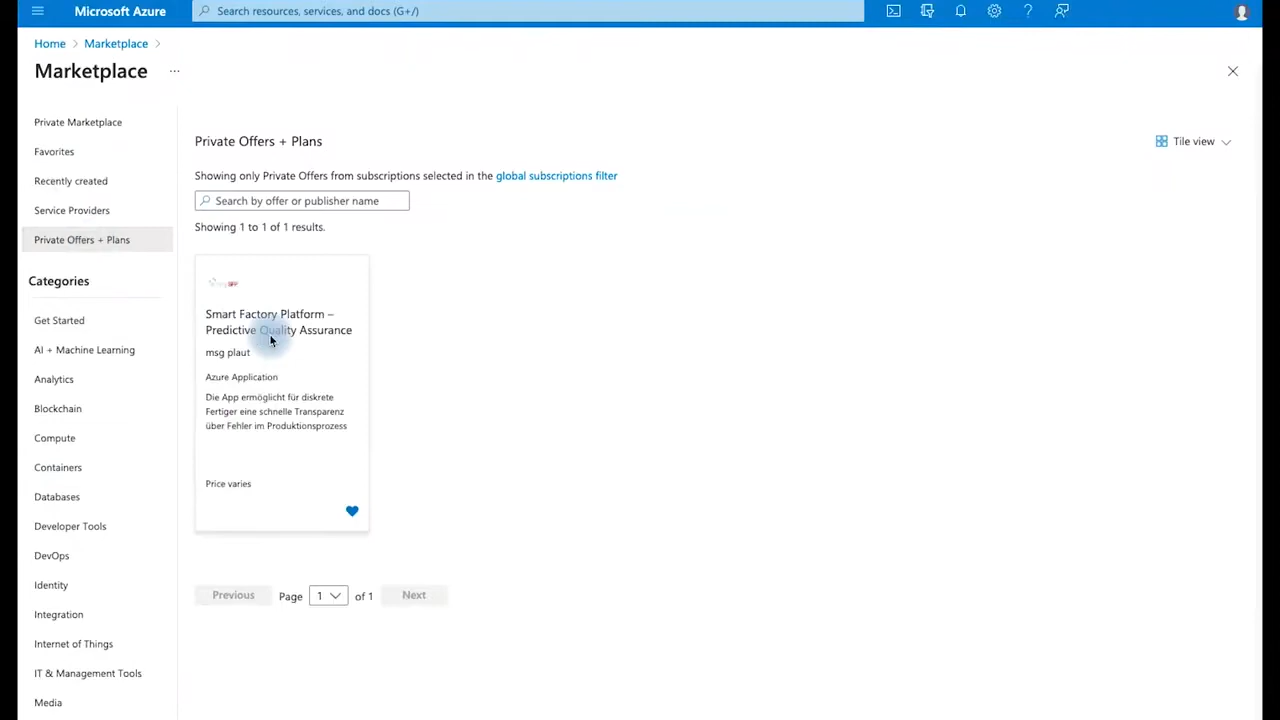 Microsoft Azure
Search resources, services, and docs (G+/)
Home > Marketplace >
Marketplace ...
Private Marketplace
Favorites
Recently created
Service Providers
Private Offers + Plans
Categories
Get Started
AI + Machine Learning
Analytics
Blockchain
Compute
Containers
Databases
Developer Tools
DevOps
Identity
Integration
Internet of Things
IT & Management Tools
Media
Private Offers + Plans
Tile view
Showing only Private Offers from subscriptions selected in the global subscriptions filter
Search by offer or publisher name
Showing 1 to 1 of 1 results.
Smart Factory Platform –
Predictive Quality Assurance
msg plaut
Azure Application
Die App ermöglicht für diskrete
Fertiger eine schnelle Transparenz
über Fehler im Produktionsprozess
Price varies
Previous Page 1 of 1 Next